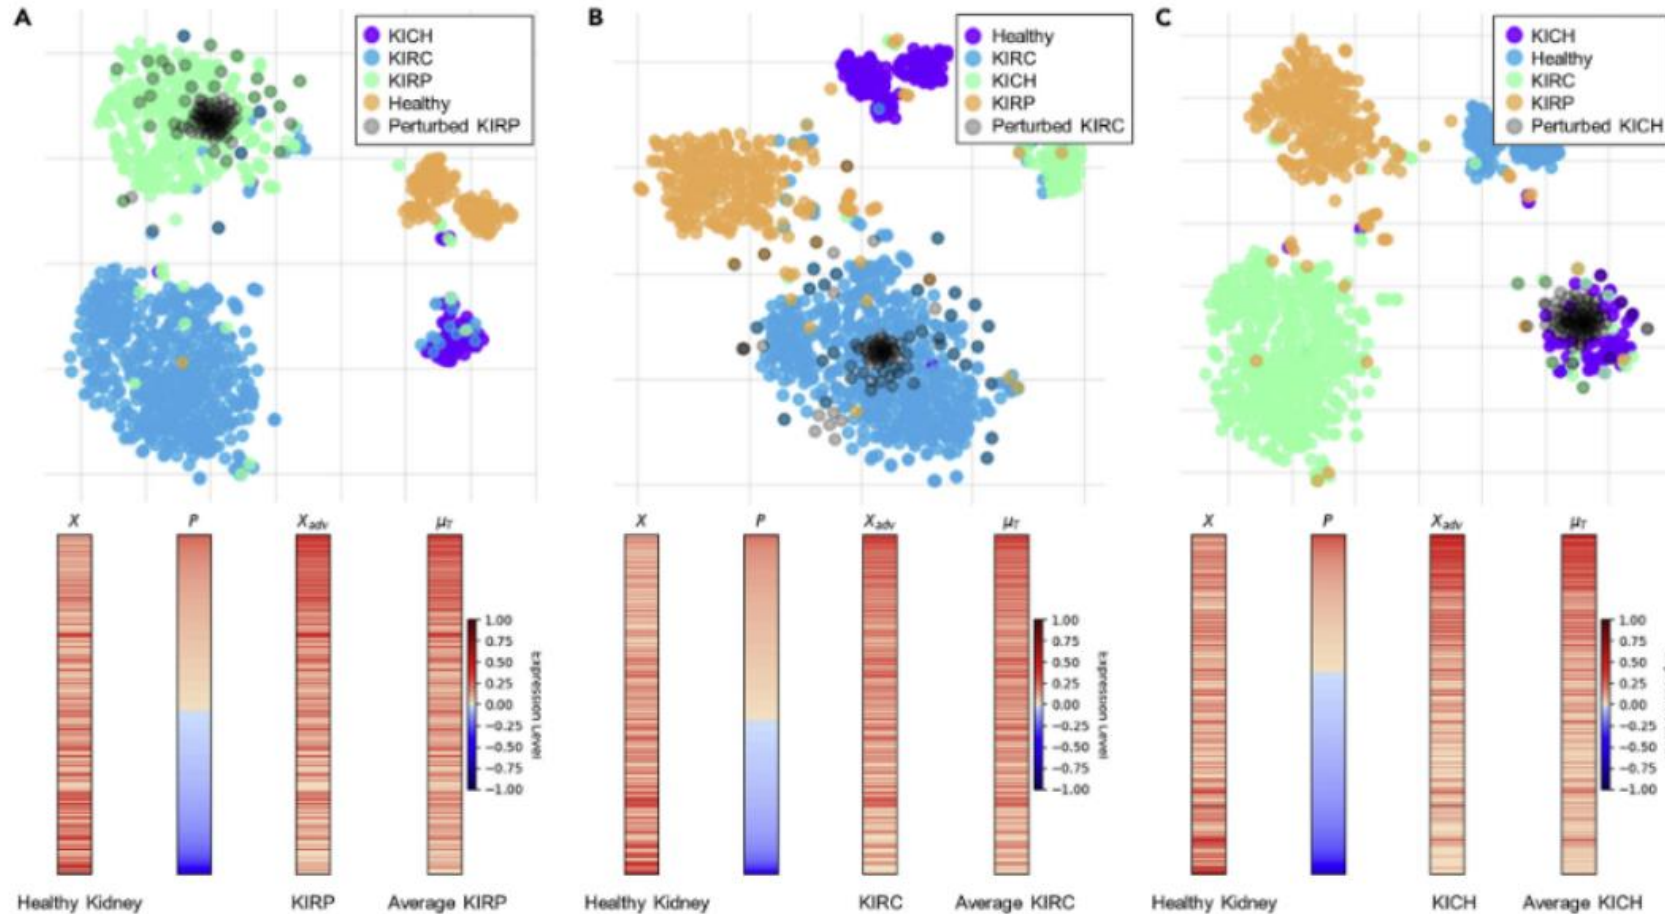 A
KICH
KIRC
KIRP
Healthy
Perturbed KIRP
B
Healthy
KIRC
KICH
KIRP
Perturbed KIRC
C
KICH
Healthy
KIRC
KIRP
Perturbed KICH
X P X_adv μ_T
1.00
0.75
0.50
0.25
0.00
−0.25
−0.50
−0.75
−1.00
Expression Level
Healthy Kidney KIRP Average KIRP
X P X_adv μ_T
1.00
0.75
0.50
0.25
0.00
−0.25
−0.50
−0.75
−1.00
Expression Level
Healthy Kidney KIRC Average KIRC
X P X_adv μ_T
1.00
0.75
0.50
0.25
0.00
−0.25
−0.50
−0.75
−1.00
Healthy Kidney KICH Average KICH